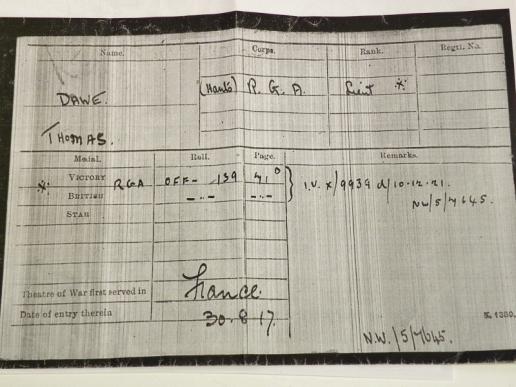 Name. Corps. Rank. Regtl. No.
DAWE. (Hants) R. G. A. Lieut ※
THOMAS.
Medal. Roll. Page. Remarks.
※ VICTORY RGA OFF- 139 71 I.V. x/9939 d/10-12-21.
BRITISH -- " -- -- " -- NW/5/7645.
STAR
Theatre of War first served in France.
Date of entry therein 30.8.17.
K. 1380.
N.W./5/7645.